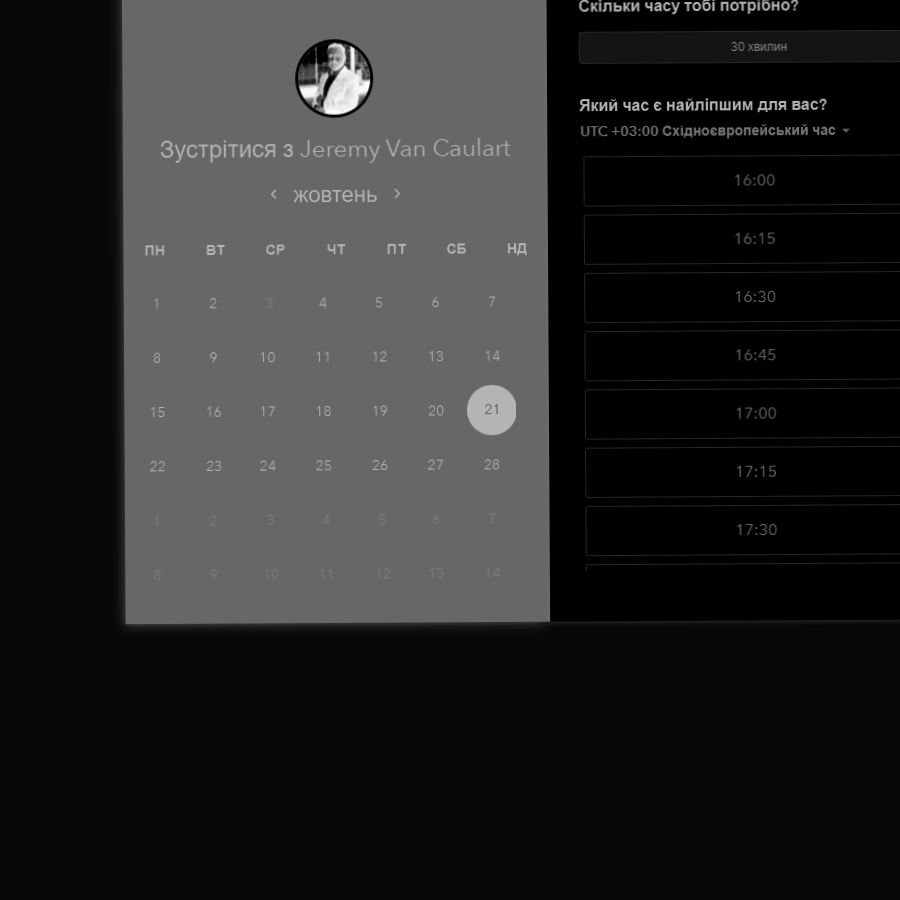 Зустрітися з Jeremy Van Caulart
жовтень
ПН ВТ СР ЧТ ПТ СБ НД
1 2 3 4 5 6 7
8 9 10 11 12 13 14
15 16 17 18 19 20 21
22 23 24 25 26 27 28
1 2 3 4 5 6 7
8 9 10 11 12 13 14
Скільки часу тобі потрібно?
30 хвилин
Який час є найліпшим для вас?
UTC +03:00 Східноєвропейський час
16:00
16:15
16:30
16:45
17:00
17:15
17:30